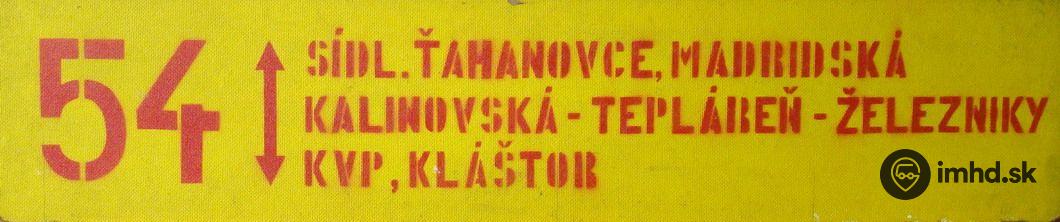 54
SÍDL. ŤAHANOVCE, MADRIDSKÁ
KALINOVSKÁ - TEPLÁREŇ - ŽELEZNIKY
KVP, KLÁŠTOR
imhd.sk